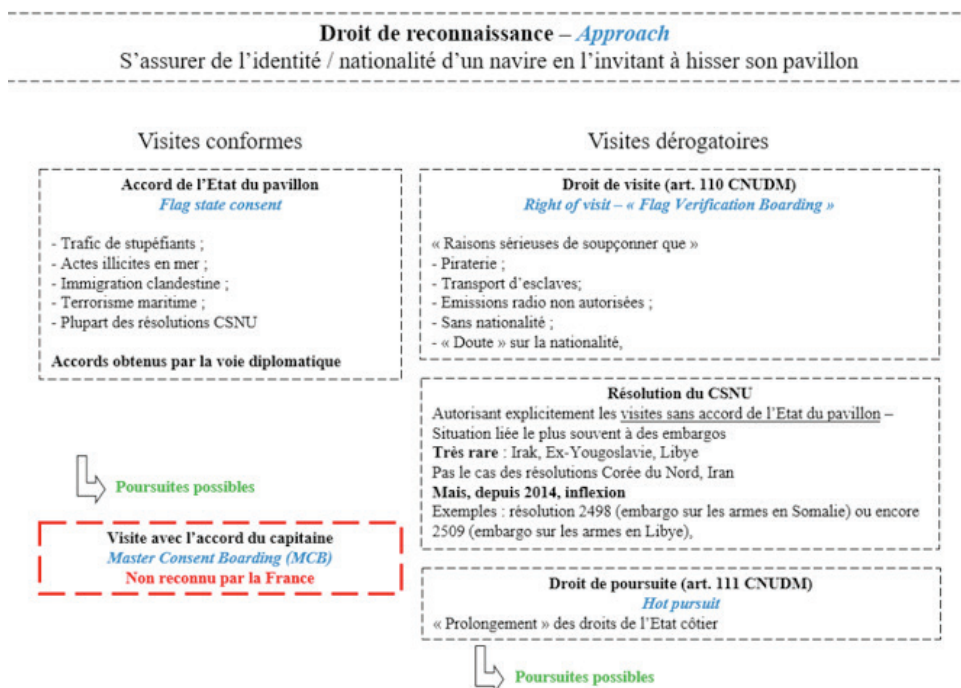 Droit de reconnaissance – Approach
S’assurer de l’identité / nationalité d’un navire en l’invitant à hisser son pavillon
Visites conformes
Accord de l’Etat du pavillon
Flag state consent
- Trafic de stupéfiants ;
- Actes illicites en mer ;
- Immigration clandestine ;
- Terrorisme maritime ;
- Plupart des résolutions CSNU
Accords obtenus par la voie diplomatique
Poursuites possibles
Visite avec l’accord du capitaine
Master Consent Boarding (MCB)
Non reconnu par la France
Visites dérogatoires
Droit de visite (art. 110 CNUDM)
Right of visit – « Flag Verification Boarding »
« Raisons sérieuses de soupçonner que »
- Piraterie ;
- Transport d’esclaves;
- Emissions radio non autorisées ;
- Sans nationalité ;
- « Doute » sur la nationalité,
Résolution du CSNU
Autorisant explicitement les visites sans accord de l’Etat du pavillon –
Situation liée le plus souvent à des embargos
Très rare : Irak, Ex-Yougoslavie, Libye
Pas le cas des résolutions Corée du Nord, Iran
Mais, depuis 2014, inflexion
Exemples : résolution 2498 (embargo sur les armes en Somalie) ou encore
2509 (embargo sur les armes en Libye),
Droit de poursuite (art. 111 CNUDM)
Hot pursuit
« Prolongement » des droits de l’Etat côtier
Poursuites possibles